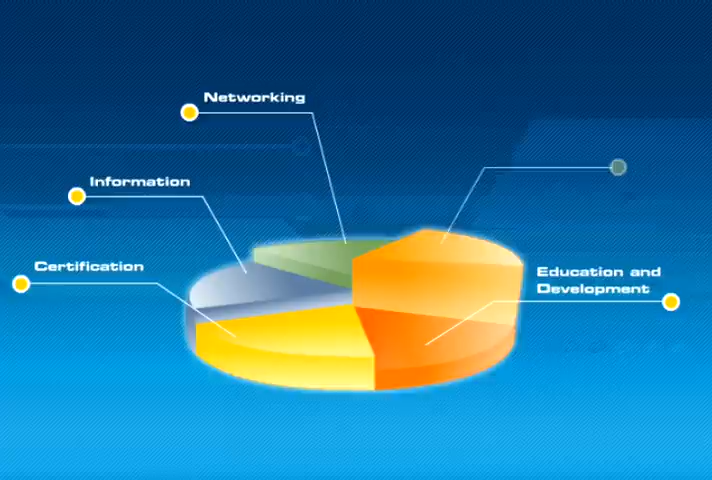 Networking
Information
Certification
Education and
Development